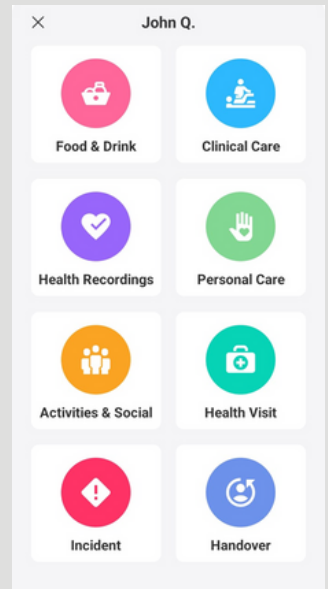 John Q.
Food & Drink
Clinical Care
Health Recordings
Personal Care
Activities & Social
Health Visit
Incident
Handover